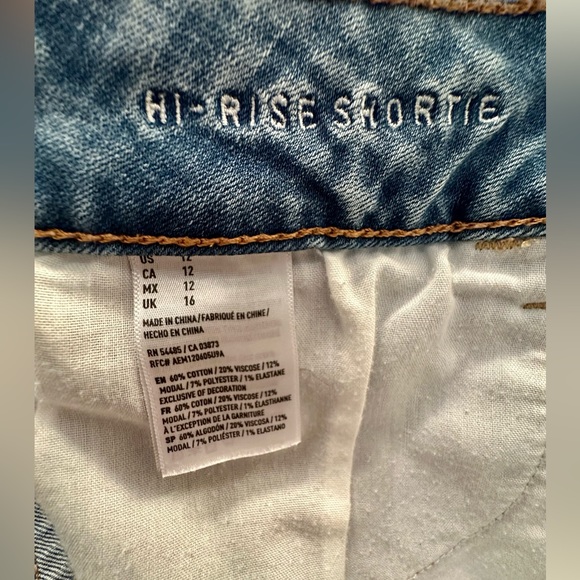 HI-RISE SHORTIE
US 12
CA 12
MX 12
UK 16
MADE IN CHINA/FABRIQUÉ EN CHINE/
HECHO EN CHINA
RN 54485/ CA 03873
RFC# AEM120605U9A
EN 60% COTTON/20% VISCOSE/12%
MODAL/7% POLYESTER/1% ELASTANE
EXCLUSIVE OF DECORATION
FR 60% COTON/20% VISCOSE/12%
MODAL/7% POLYESTER/1% ELASTHANNE
À L'EXCEPTION DE LA GARNITURE
SP 60% ALGODÓN/20% VISCOSA/12%
MODAL/7% POLIÉSTER/1% ELASTANO